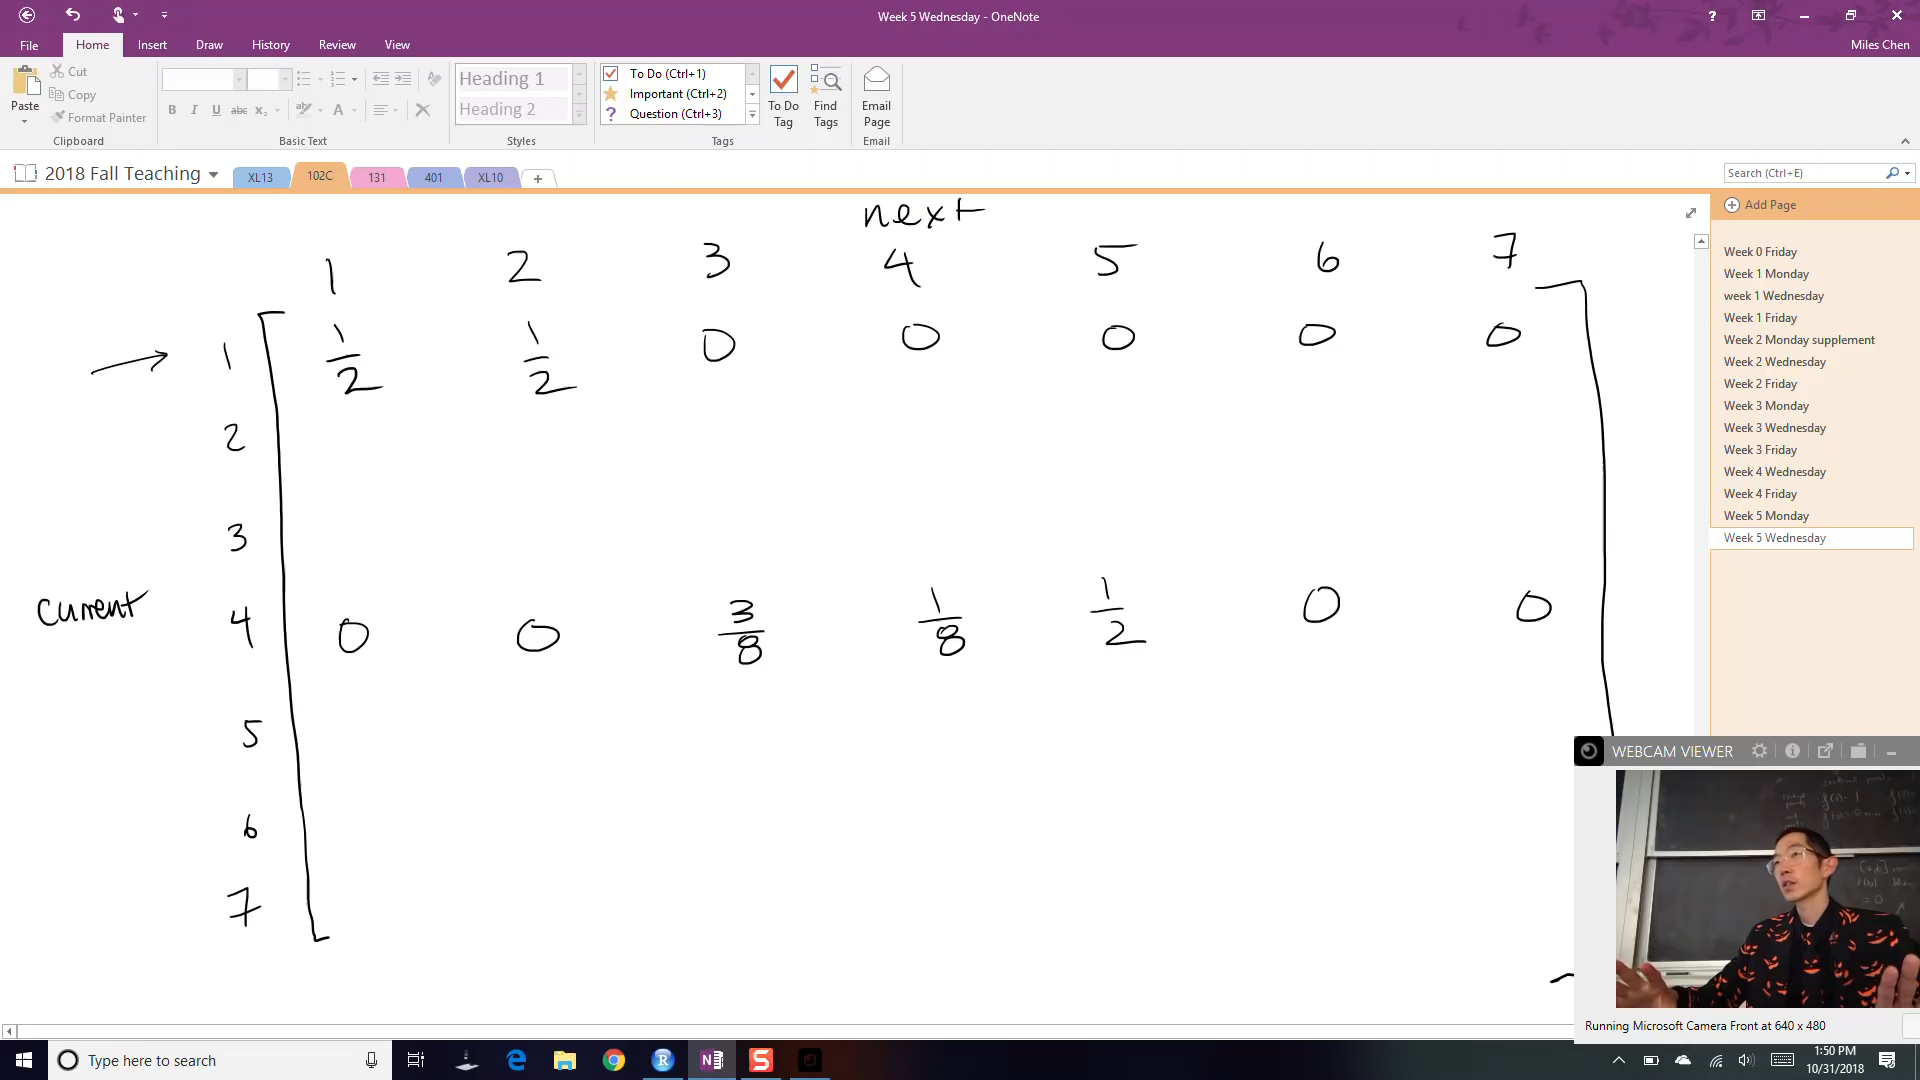 Week 5 Wednesday - OneNote
?
File
Home
Insert
Draw
History
Review
View
Miles Chen
Paste
Cut
Copy
Format Painter
Clipboard
B I U abc x₂ A
Basic Text
Heading 1
Heading 2
Styles
To Do (Ctrl+1)
Important (Ctrl+2)
? Question (Ctrl+3)
To Do Tag
Find Tags
Tags
Email Page
Email
2018 Fall Teaching
XL13
102C
131
401
XL10
Search (Ctrl+E)
next
1 2 3 4 5 6 7
1 1/2 1/2 0 0 0 0 0
2
3
current
4 0 0 3/8 1/8 1/2 0 0
5
6
7
Add Page
Week 0 Friday
Week 1 Monday
week 1 Wednesday
Week 1 Friday
Week 2 Monday supplement
Week 2 Wednesday
Week 2 Friday
Week 3 Monday
Week 3 Wednesday
Week 3 Friday
Week 4 Wednesday
Week 4 Friday
Week 5 Monday
Week 5 Wednesday
WEBCAM VIEWER
Running Microsoft Camera Front at 640 x 480
Type here to search
1:50 PM
10/31/2018